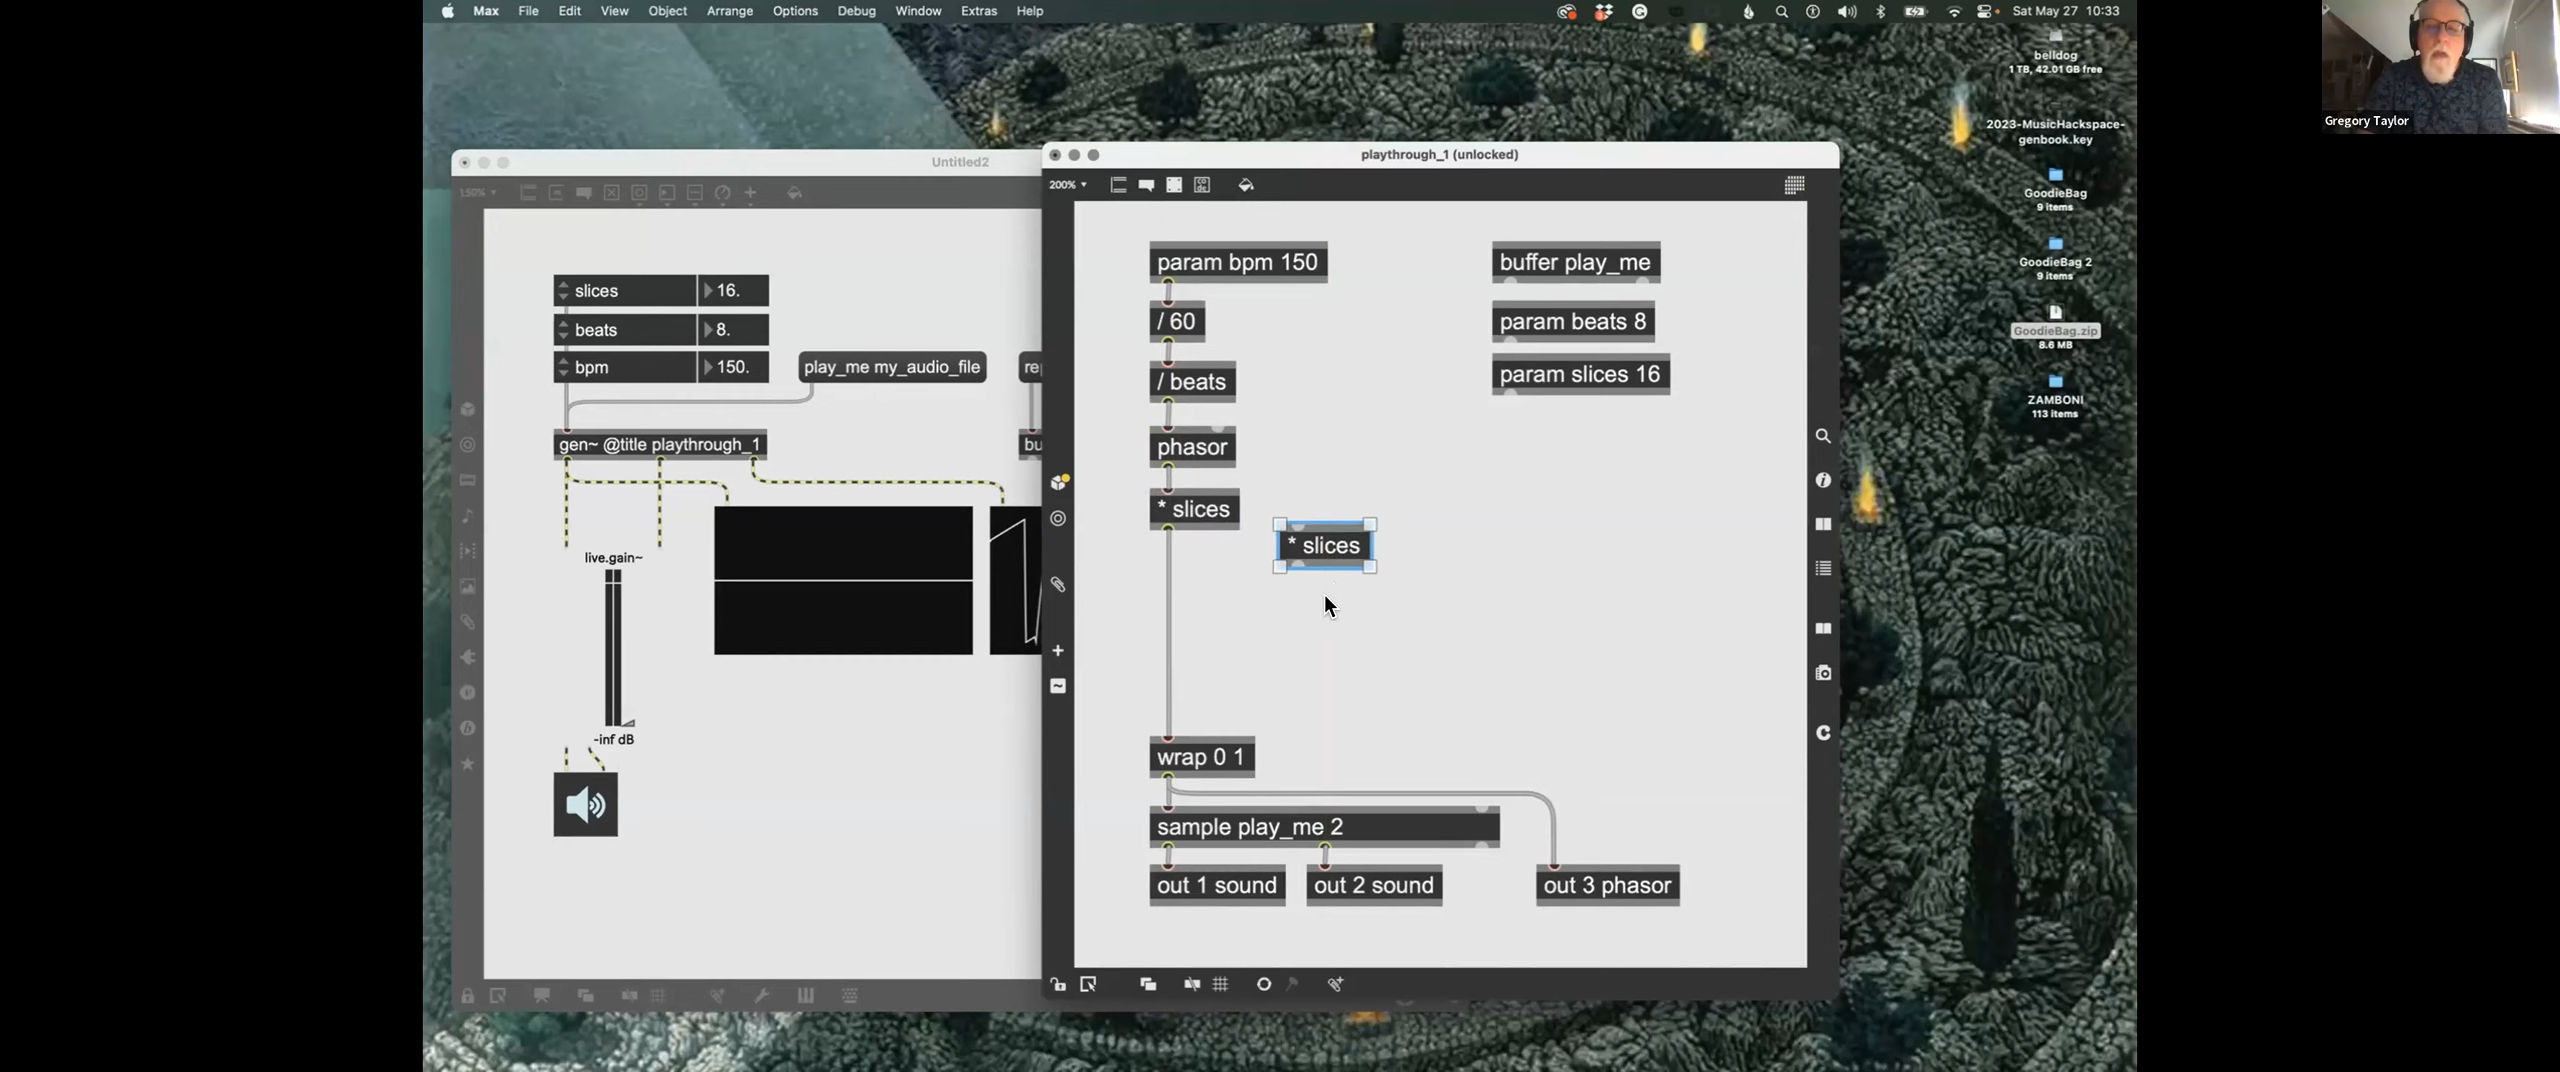 Max File Edit View Object Arrange Options Debug Window Extras Help
Sat May 27 10:33
Gregory Taylor
belldog
1 TB, 42.01 GB free
2023-MusicHackspace-
genbook.key
GoodieBag
9 items
GoodieBag 2
9 items
GoodieBag.zip
8.6 MB
ZAMBONI
113 items
Untitled2
150%
slices 16.
beats 8.
bpm 150.
play_me my_audio_file
rep
gen~ @title playthrough_1
bu
live.gain~
-inf dB
playthrough_1 (unlocked)
200%
param bpm 150
/ 60
/ beats
phasor
* slices
* slices
buffer play_me
param beats 8
param slices 16
wrap 0 1
sample play_me 2
out 1 sound
out 2 sound
out 3 phasor